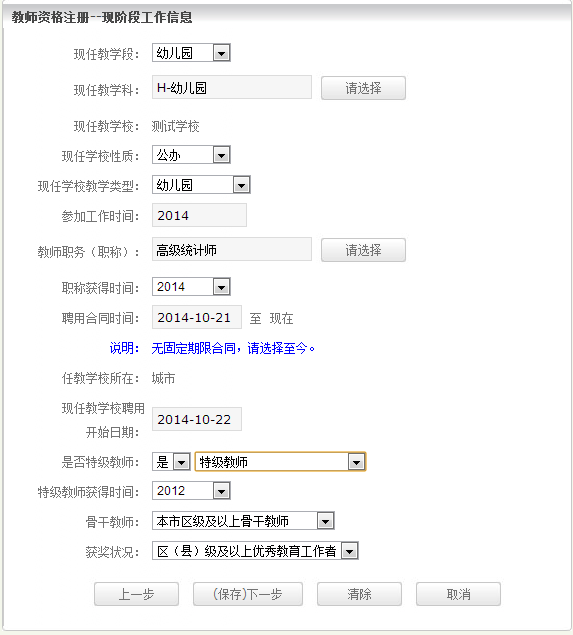 教师资格注册--现阶段工作信息
现任教学段： 幼儿园
现任教学科： H-幼儿园 请选择
现任教学校： 测试学校
现任学校性质： 公办
现任学校教学类型： 幼儿园
参加工作时间： 2014
教师职务（职称）： 高级统计师 请选择
职称获得时间： 2014
聘用合同时间： 2014-10-21 至 现在
说明： 无固定期限合同，请选择至今。
任教学校所在： 城市
现任教学校聘用
开始日期： 2014-10-22
是否特级教师： 是 特级教师
特级教师获得时间： 2012
骨干教师： 本市区级及以上骨干教师
获奖状况： 区（县）级及以上优秀教育工作者
上一步 (保存)下一步 清除 取消